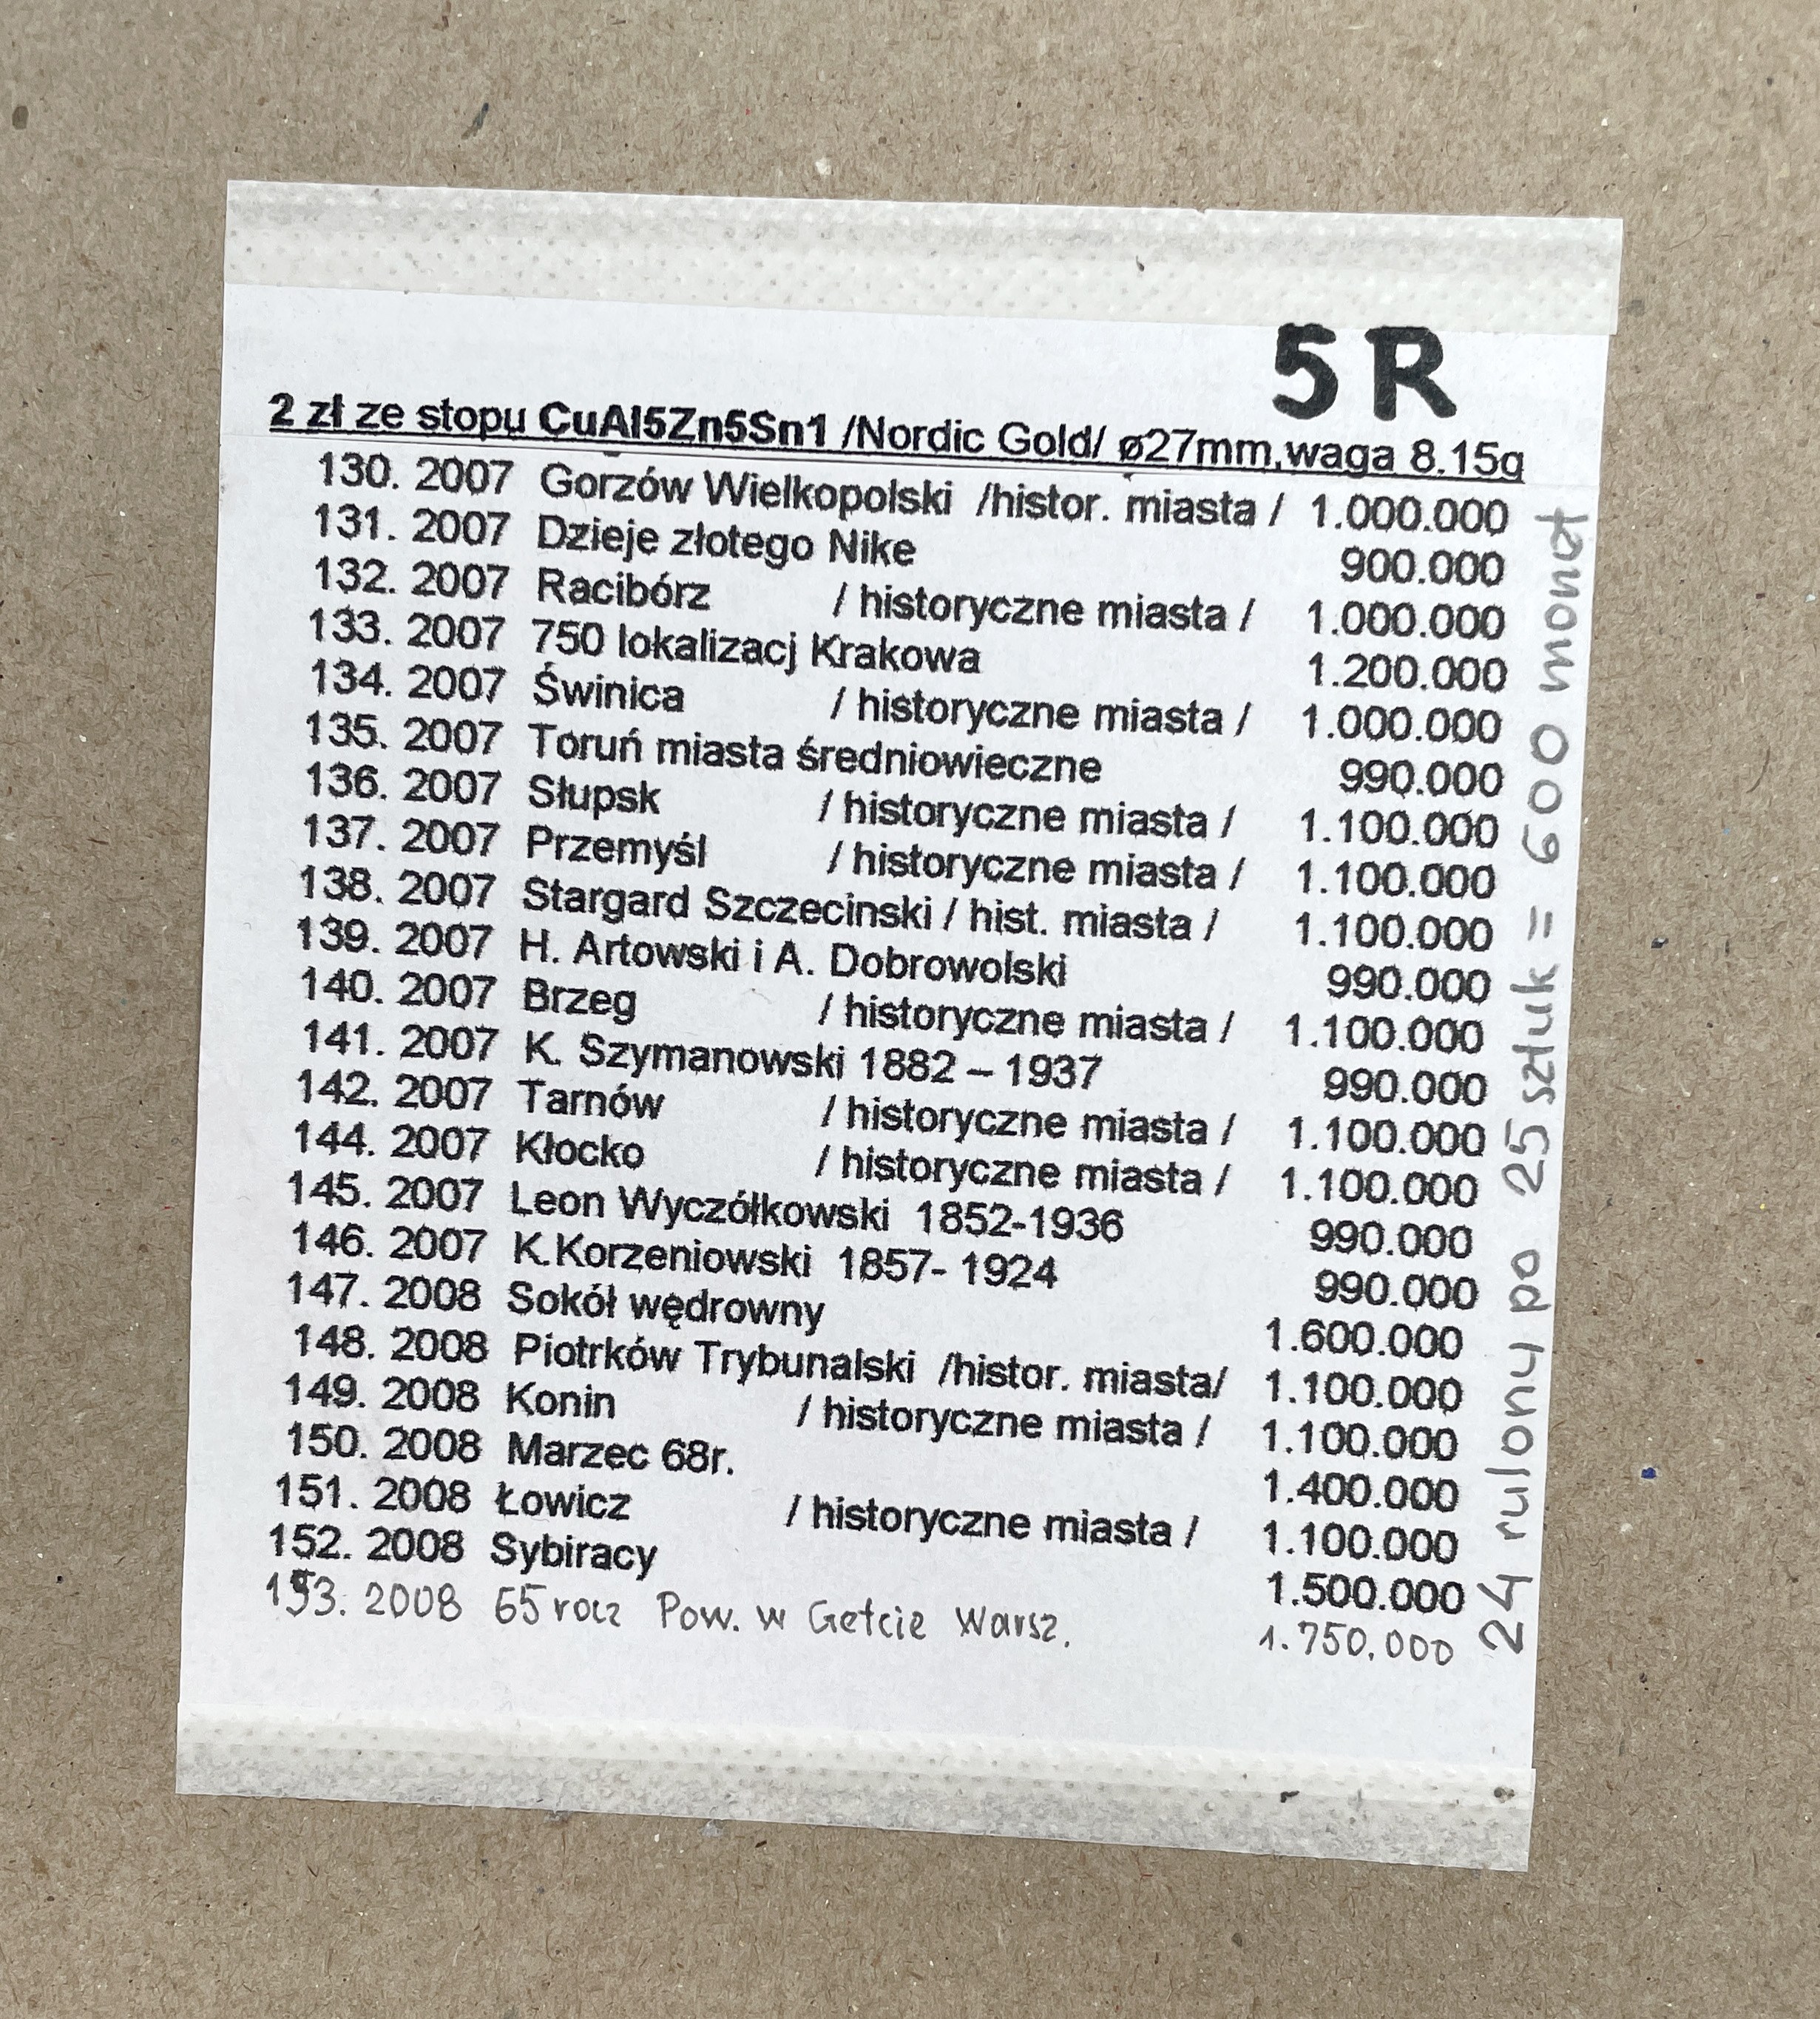 5R
2 zł ze stopu CuAl5Zn5Sn1 /Nordic Gold/ ø27mm,waga 8.15g
130. 2007 Gorzów Wielkopolski /histor. miasta / 1.000.000
131. 2007 Dzieje złotego Nike 900.000
132. 2007 Racibórz / historyczne miasta / 1.000.000
133. 2007 750 lokalizacj Krakowa 1.200.000
134. 2007 Świnica / historyczne miasta / 1.000.000
135. 2007 Toruń miasta średniowieczne 990.000
136. 2007 Słupsk / historyczne miasta / 1.100.000
137. 2007 Przemyśl / historyczne miasta / 1.100.000
138. 2007 Stargard Szczecinski / hist. miasta / 1.100.000
139. 2007 H. Artowski i A. Dobrowolski 990.000
140. 2007 Brzeg / historyczne miasta / 1.100.000
141. 2007 K. Szymanowski 1882 – 1937 990.000
142. 2007 Tarnów / historyczne miasta / 1.100.000
144. 2007 Kłocko / historyczne miasta / 1.100.000
145. 2007 Leon Wyczółkowski 1852-1936 990.000
146. 2007 K.Korzeniowski 1857- 1924 990.000
147. 2008 Sokół wędrowny 1.600.000
148. 2008 Piotrków Trybunalski /histor. miasta/ 1.100.000
149. 2008 Konin / historyczne miasta / 1.100.000
150. 2008 Marzec 68r. 1.400.000
151. 2008 Łowicz / historyczne miasta / 1.100.000
152. 2008 Sybiracy 1.500.000
153. 2008 65 rocz Pow. w Getcie Warsz. 1.750.000
24 rulony po 25 sztuk = 600 monet